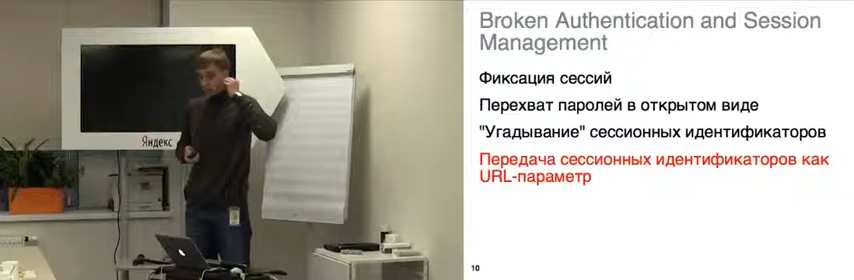 Яндекс
Broken Authentication and Session
Management
Фиксация сессий
Перехват паролей в открытом виде
"Угадывание" сессионных идентификаторов
Передача сессионных идентификаторов как
URL-параметр
10